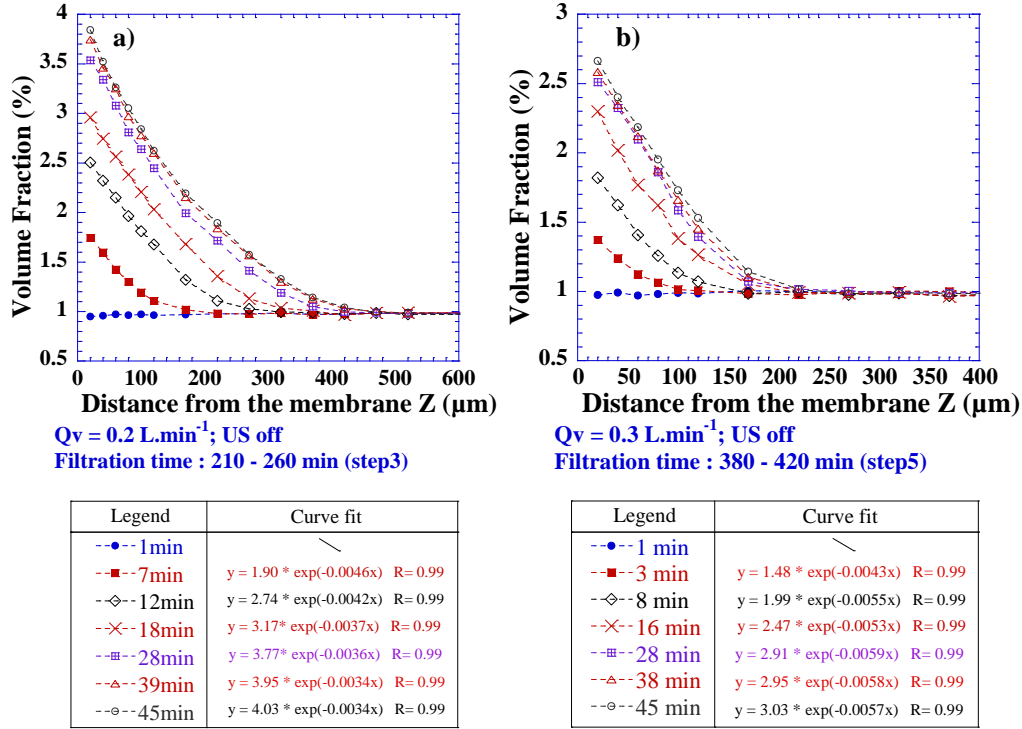 a)
4
3.5
3
2.5
2
1.5
1
0.5
0 100 200 300 400 500 600
Volume Fraction (%)
Distance from the membrane Z (µm)
Qv = 0.2 L.min-1; US off
Filtration time : 210 - 260 min (step3)
b)
3
2.5
2
1.5
1
0.5
0 50 100 150 200 250 300 350 400
Volume Fraction (%)
Distance from the membrane Z (µm)
Qv = 0.3 L.min-1; US off
Filtration time : 380 - 420 min (step5)
Legend Curve fit
1min
7min y = 1.90 * exp(-0.0046x) R= 0.99
12min y = 2.74 * exp(-0.0042x) R= 0.99
18min y = 3.17* exp(-0.0037x) R= 0.99
28min y = 3.77* exp(-0.0036x) R= 0.99
39min y = 3.95 * exp(-0.0034x) R= 0.99
45min y = 4.03 * exp(-0.0034x) R= 0.99
Legend Curve fit
1 min
3 min y = 1.48 * exp(-0.0043x) R= 0.99
8 min y = 1.99 * exp(-0.0055x) R= 0.99
16 min y = 2.47 * exp(-0.0053x) R= 0.99
28 min y = 2.91 * exp(-0.0059x) R= 0.99
38 min y = 2.95 * exp(-0.0058x) R= 0.99
45 min y = 3.03 * exp(-0.0057x) R= 0.99